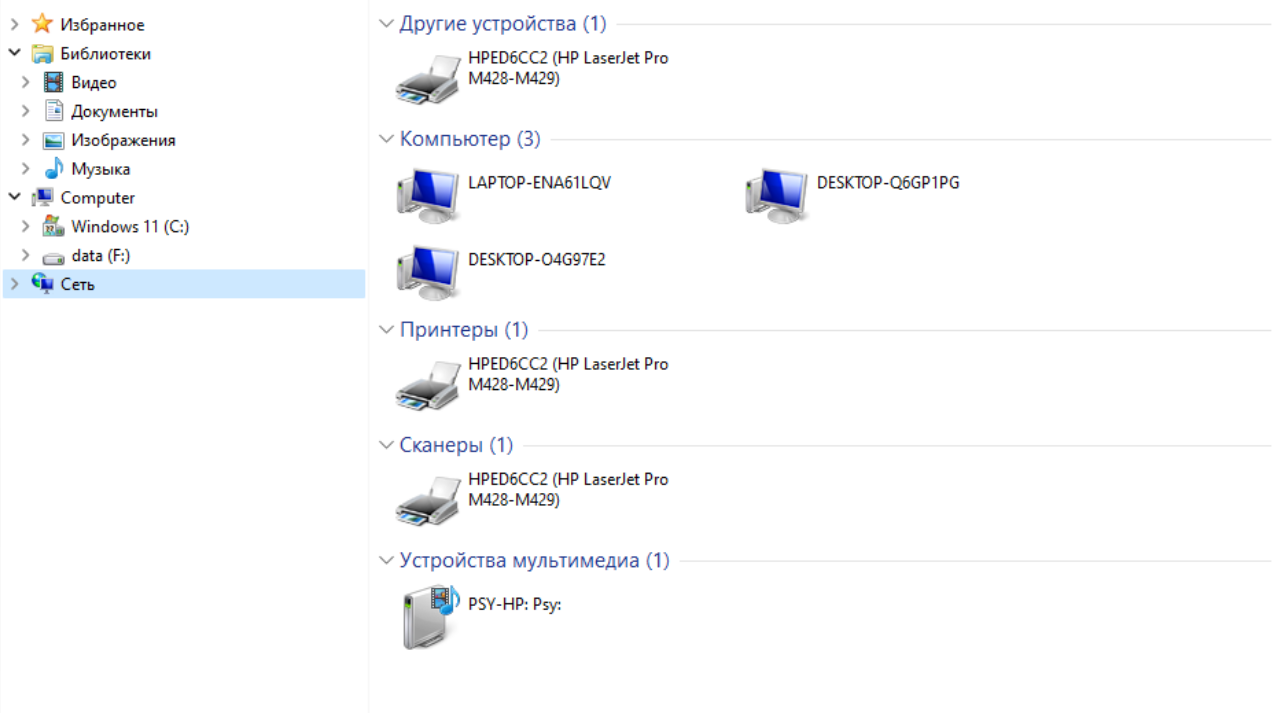 Избранное
Библиотеки
Видео
Документы
Изображения
Музыка
Computer
Windows 11 (C:)
data (F:)
Сеть
Другие устройства (1)
HPED6CC2 (HP LaserJet Pro
M428-M429)
Компьютер (3)
LAPTOP-ENA61LQV
DESKTOP-Q6GP1PG
DESKTOP-O4G97E2
Принтеры (1)
HPED6CC2 (HP LaserJet Pro
M428-M429)
Сканеры (1)
HPED6CC2 (HP LaserJet Pro
M428-M429)
Устройства мультимедиа (1)
PSY-HP: Psy: